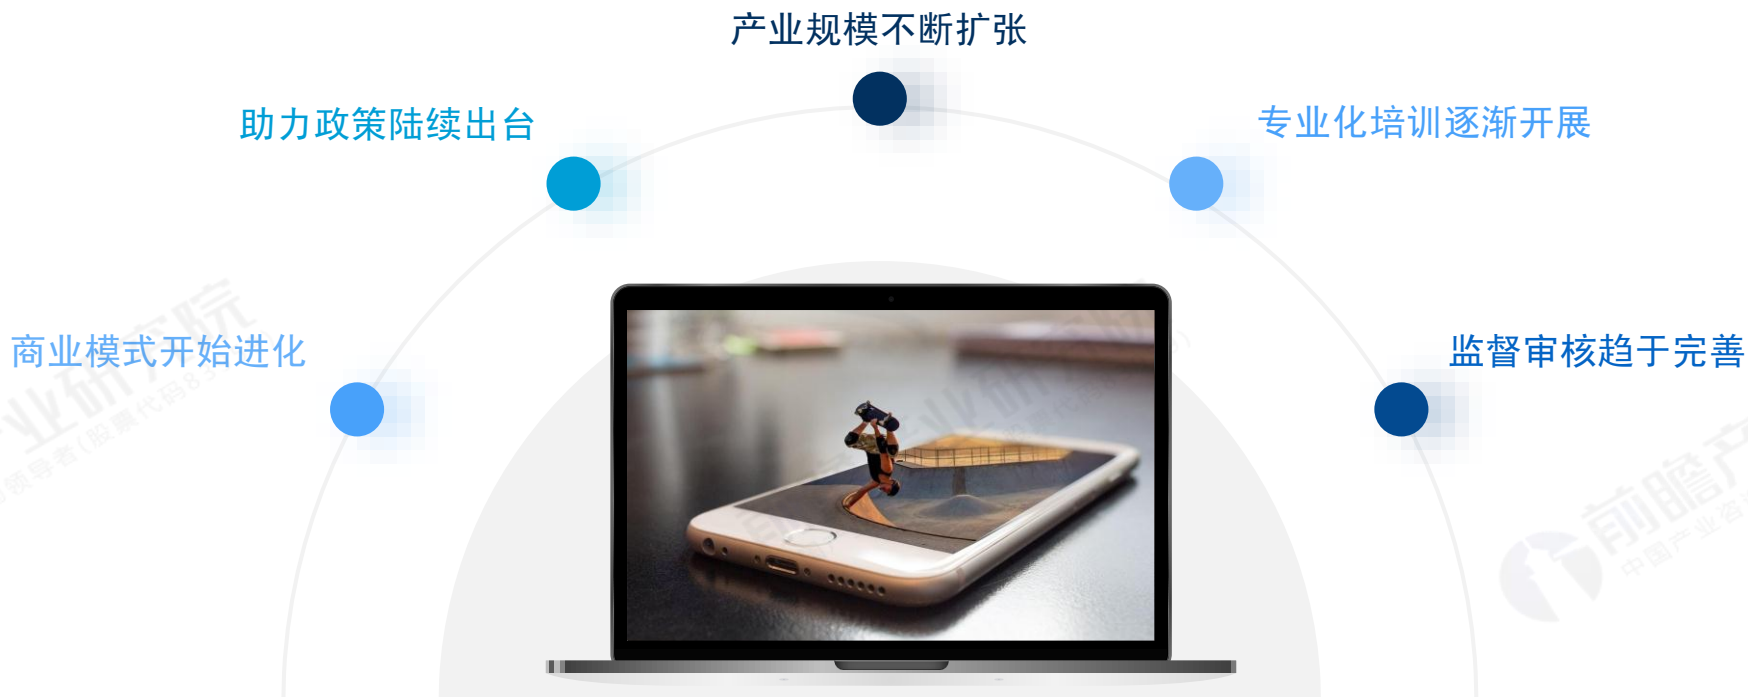 产业规模不断扩张
助力政策陆续出台
专业化培训逐渐开展
商业模式开始进化
监督审核趋于完善